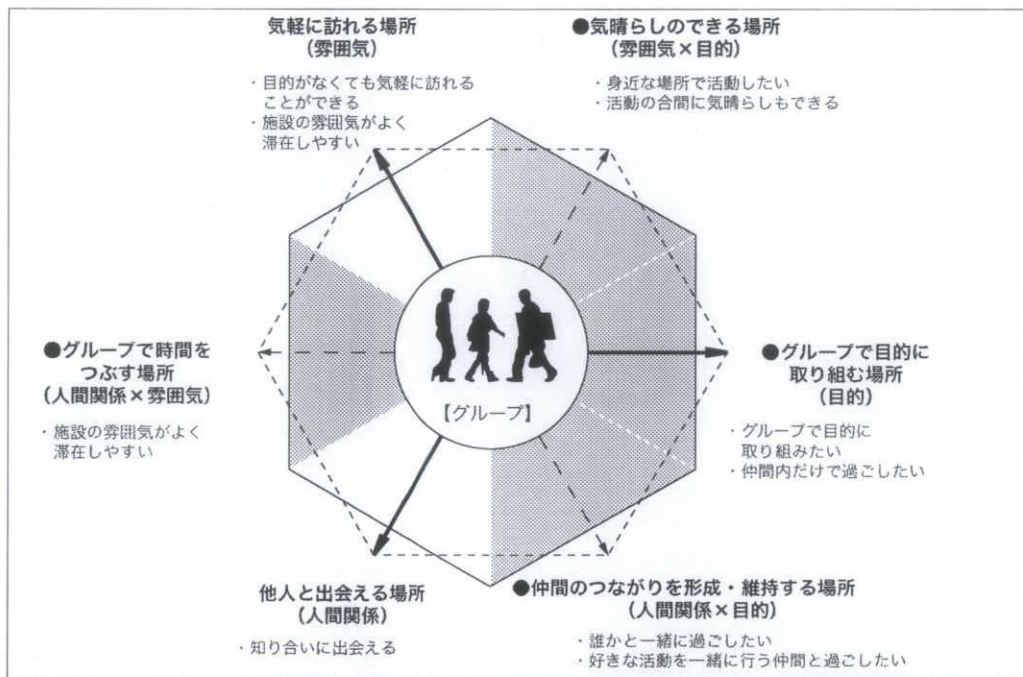 気軽に訪れる場所
(雰囲気)
・目的がなくても気軽に訪れる
ことができる
・施設の雰囲気がよく
滞在しやすい
●気晴らしのできる場所
(雰囲気×目的)
・身近な場所で活動したい
・活動の合間に気晴らしもできる
●グループで時間を
つぶす場所
(人間関係×雰囲気)
・施設の雰囲気がよく
滞在しやすい
【グループ】
●グループで目的に
取り組む場所
(目的)
・グループで目的に
取り組みたい
・仲間内だけで過ごしたい
他人と出会える場所
(人間関係)
・知り合いに出会える
●仲間のつながりを形成・維持する場所
(人間関係×目的)
・誰かと一緒に過ごしたい
・好きな活動を一緒に行う仲間と過ごしたい